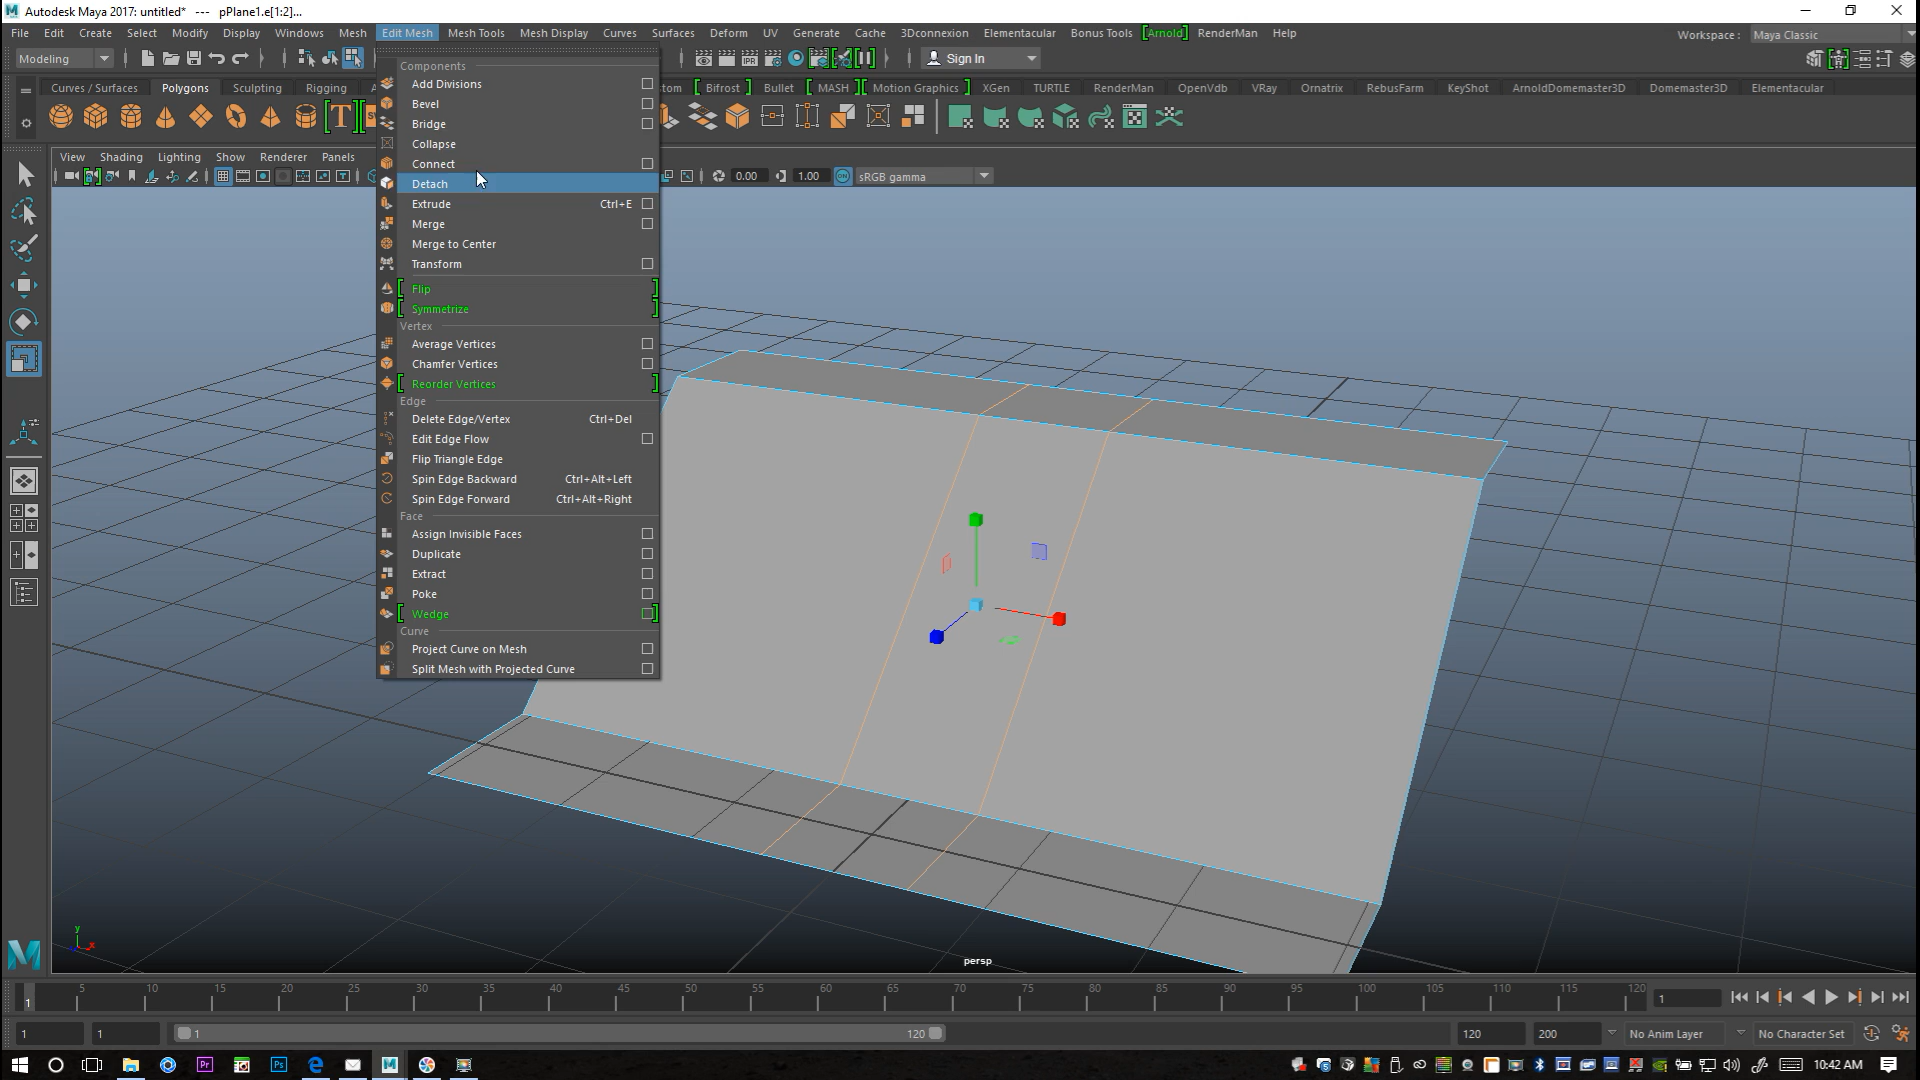 Autodesk Maya 2017: untitled* --- pPlane1.e[1:2]...
File Edit Create Select Modify Display Windows Mesh Edit Mesh Mesh Tools Mesh Display Curves Surfaces Deform UV Generate Cache 3Dconnexion Elementacular Bonus Tools [Arnold] RenderMan Help Workspace : Maya Classic
Modeling IPR Sign In
Curves / Surfaces Polygons Sculpting Rigging [ Bifrost ] Bullet [ MASH ] [ Motion Graphics ] XGen TURTLE RenderMan OpenVdb VRay Ornatrix RebusFarm KeyShot ArnoldDomemaster3D Domemaster3D Elementacular
View Shading Lighting Show Renderer Panels
0.00 1.00 ON sRGB gamma
Components
Add Divisions
Bevel
Bridge
Collapse
Connect
Detach
Extrude Ctrl+E
Merge
Merge to Center
Transform
[ Flip ]
[ Symmetrize ]
Vertex
Average Vertices
Chamfer Vertices
[ Reorder Vertices ]
Edge
Delete Edge/Vertex Ctrl+Del
Edit Edge Flow
Flip Triangle Edge
Spin Edge Backward Ctrl+Alt+Left
Spin Edge Forward Ctrl+Alt+Right
Face
Assign Invisible Faces
Duplicate
Extract
Poke
[ Wedge ]
Curve
Project Curve on Mesh
Split Mesh with Projected Curve
y
x
persp
5 10 15 20 25 30 35 40 45 50 55 60 65 70 75 80 85 90 95 100 105 110 115 120
1 1
1 1 1 120 120 200 No Anim Layer No Character Set
Pr Ps M 10:42 AM